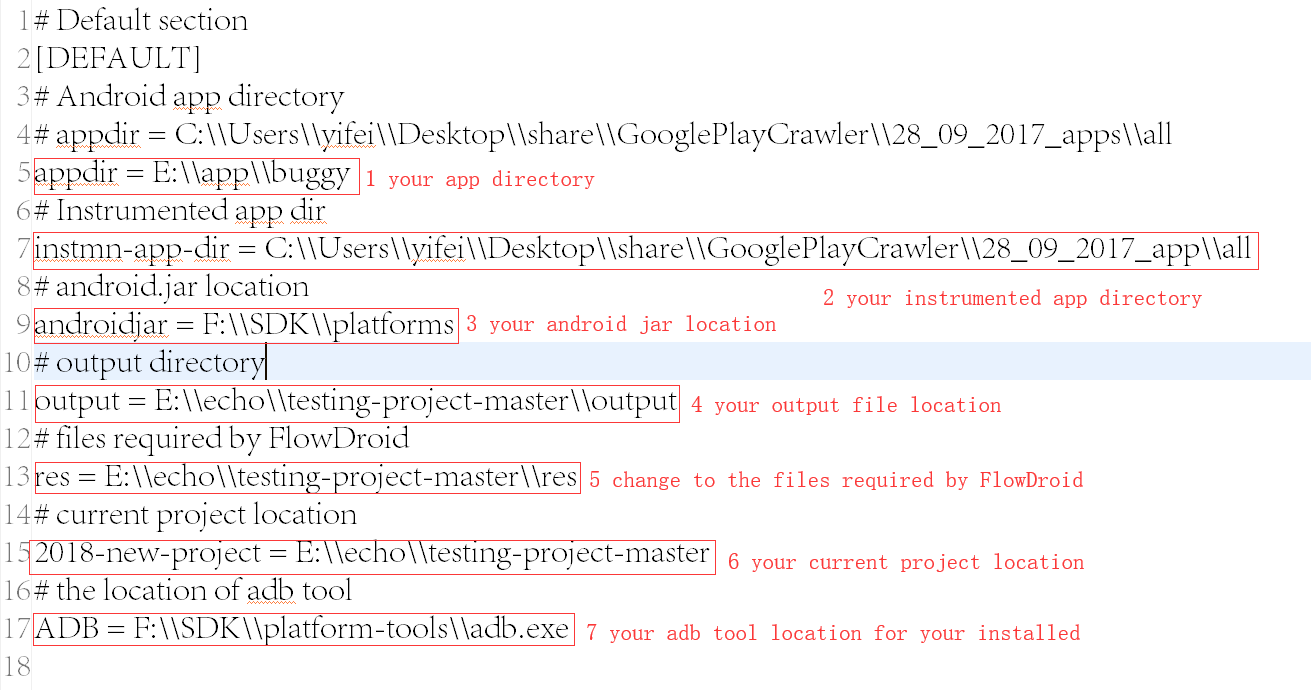 1 # Default section
2 [DEFAULT]
3 # Android app directory
4 # appdir = C:\\Users\\yifei\\Desktop\\share\\GooglePlayCrawler\\28_09_2017_apps\\all
5 appdir = E:\\app\\buggy 1 your app directory
6 # Instrumented app dir
7 instmn-app-dir = C:\\Users\\yifei\\Desktop\\share\\GooglePlayCrawler\\28_09_2017_app\\all
8 # android.jar location
2 your instrumented app directory
9 androidjar = F:\\SDK\\platforms 3 your android jar location
10 # output directory
11 output = E:\\echo\\testing-project-master\\output 4 your output file location
12 # files required by FlowDroid
13 res = E:\\echo\\testing-project-master\\res 5 change to the files required by FlowDroid
14 # current project location
15 2018-new-project = E:\\echo\\testing-project-master 6 your current project location
16 # the location of adb tool
17 ADB = F:\\SDK\\platform-tools\\adb.exe 7 your adb tool location for your installed
18